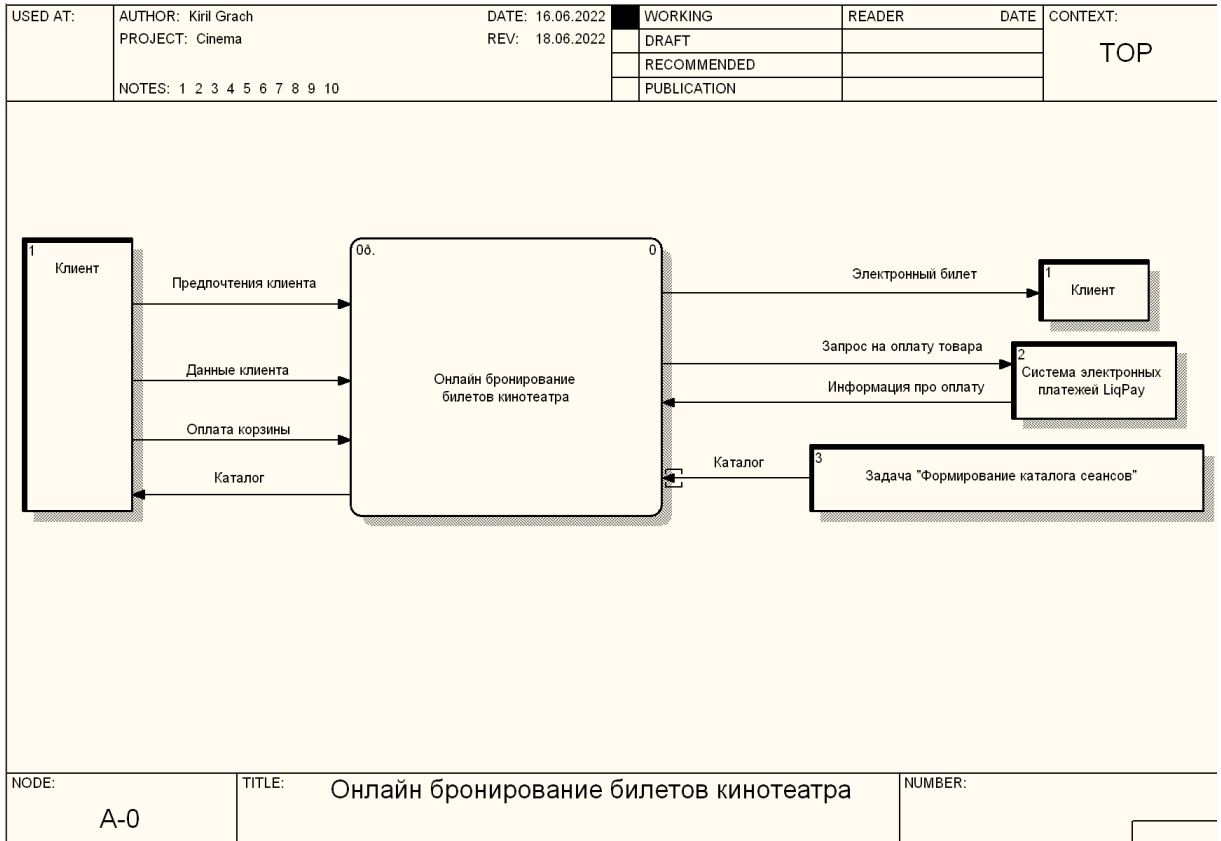 USED AT:
AUTHOR: Kiril Grach
DATE: 16.06.2022
WORKING
READER
DATE
CONTEXT:
PROJECT: Cinema
REV: 18.06.2022
DRAFT
TOP
RECOMMENDED
NOTES: 1 2 3 4 5 6 7 8 9 10
PUBLICATION
1
Клиент
Предпочтения клиента
Данные клиента
Оплата корзины
Каталог
0ð.
0
Онлайн бронирование
билетов кинотеатра
Электронный билет
1
Клиент
Запрос на оплату товара
Информация про оплату
2
Система электронных
платежей LiqPay
Каталог
3
Задача "Формирование каталога сеансов"
NODE:
A-0
TITLE:
Онлайн бронирование билетов кинотеатра
NUMBER: